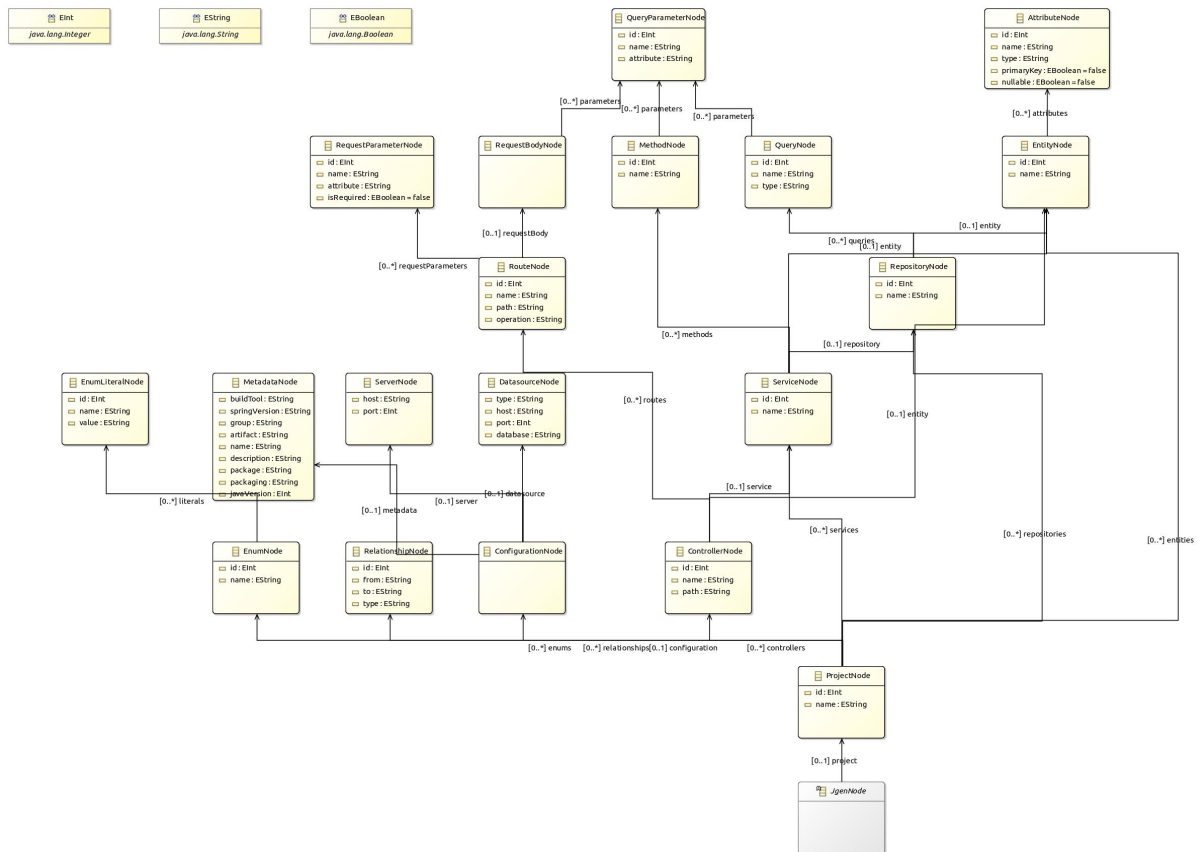 EInt
java.lang.Integer
EString
java.lang.String
EBoolean
java.lang.Boolean
QueryParameterNode
id : EInt
name : EString
attribute : EString
AttributeNode
id : EInt
name : EString
type : EString
primaryKey : EBoolean = false
nullable : EBoolean = false
[0..*] parameters
[0..*] parameters
[0..*] parameters
[0..*] attributes
RequestParameterNode
id : EInt
name : EString
attribute : EString
isRequired : EBoolean = false
RequestBodyNode
MethodNode
id : EInt
name : EString
QueryNode
id : EInt
name : EString
type : EString
EntityNode
id : EInt
name : EString
[0..1] requestBody
[0..*] queries
[0..1] entity
[0..1] entity
[0..*] requestParameters
RouteNode
id : EInt
name : EString
path : EString
operation : EString
RepositoryNode
id : EInt
name : EString
[0..*] methods
[0..1] repository
EnumLiteralNode
id : EInt
name : EString
value : EString
MetadataNode
buildTool : EString
springVersion : EString
group : EString
artifact : EString
name : EString
description : EString
package : EString
packaging : EString
javaVersion : EInt
ServerNode
host : EString
port : EInt
DatasourceNode
type : EString
host : EString
port : EInt
database : EString
ServiceNode
id : EInt
name : EString
[0..*] routes
[0..1] entity
[0..*] literals
[0..1] metadata
[0..1] server
[0..1] datasource
[0..1] service
[0..*] services
[0..*] repositories
[0..*] entities
EnumNode
id : EInt
name : EString
RelationshipNode
id : EInt
from : EString
to : EString
type : EString
ConfigurationNode
ControllerNode
id : EInt
name : EString
path : EString
[0..*] enums
[0..*] relationships
[0..1] configuration
[0..*] controllers
ProjectNode
id : EInt
name : EString
[0..1] project
JgenNode